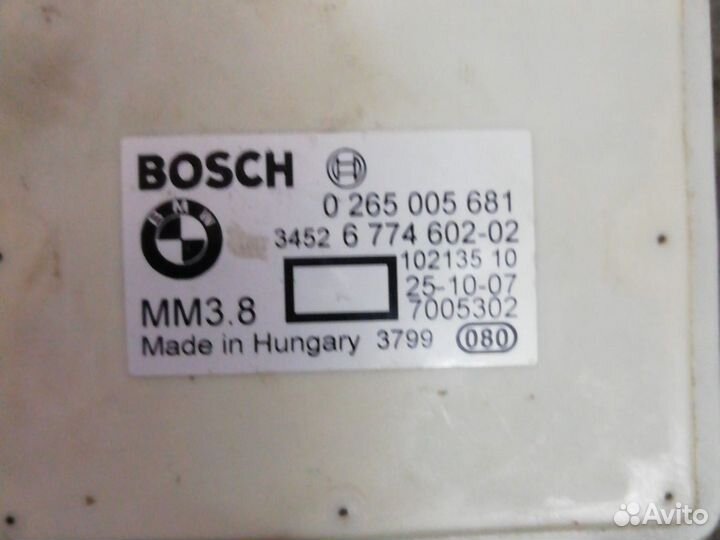 BOSCH
0 265 005 681
BMW
3452 6 774 602-02
102135 10
25-10-07
MM3.8
7005302
Made in Hungary 3799 080
Avito